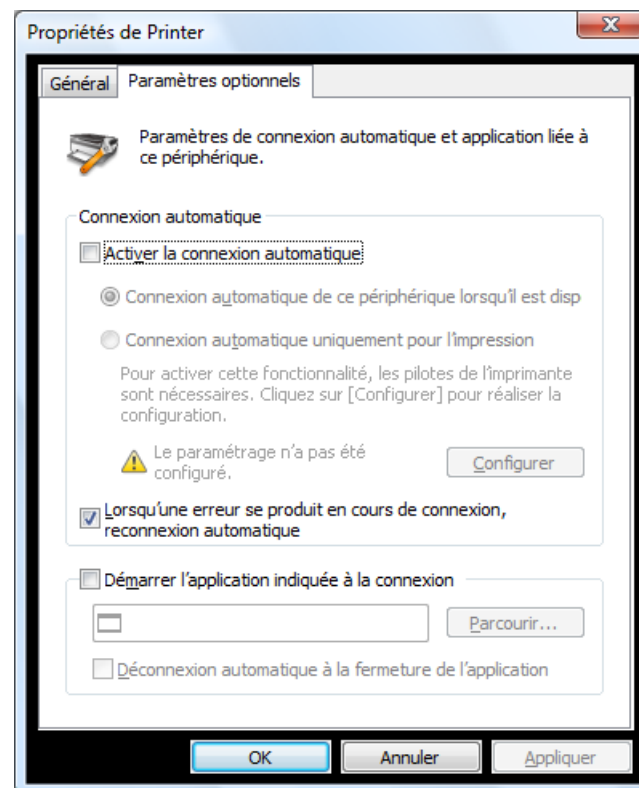 Propriétés de Printer
Général
Paramètres optionnels
Paramètres de connexion automatique et application liée à
ce périphérique.
Connexion automatique
Activer la connexion automatique
Connexion automatique de ce périphérique lorsqu'il est disp
Connexion automatique uniquement pour l'impression
Pour activer cette fonctionnalité, les pilotes de l'imprimante
sont nécessaires. Cliquez sur [Configurer] pour réaliser la
configuration.
Le paramétrage n'a pas été
configuré.
Configurer
Lorsqu'une erreur se produit en cours de connexion,
reconnexion automatique
Démarrer l'application indiquée à la connexion
Parcourir...
Déconnexion automatique à la fermeture de l'application
OK
Annuler
Appliquer